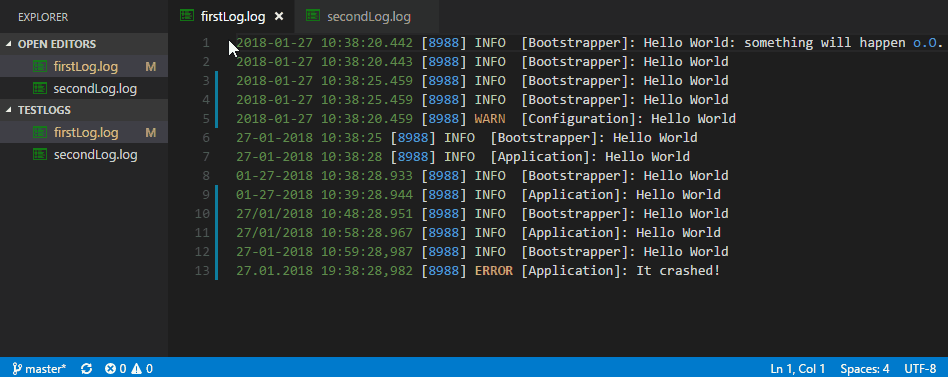 EXPLORER
OPEN EDITORS
firstLog.log M
secondLog.log
TESTLOGS
firstLog.log M
secondLog.log
firstLog.log secondLog.log
1 2018-01-27 10:38:20.442 [8988] INFO [Bootstrapper]: Hello World: something will happen o.O.
2 2018-01-27 10:38:20.443 [8988] INFO [Bootstrapper]: Hello World
3 2018-01-27 10:38:25.459 [8988] INFO [Bootstrapper]: Hello World
4 2018-01-27 10:38:25.459 [8988] INFO [Bootstrapper]: Hello World
5 2018-01-27 10:38:20.459 [8988] WARN [Configuration]: Hello World
6 27-01-2018 10:38:25 [8988] INFO [Bootstrapper]: Hello World
7 27-01-2018 10:38:28 [8988] INFO [Application]: Hello World
8 01-27-2018 10:38:28.933 [8988] INFO [Bootstrapper]: Hello World
9 01-27-2018 10:39:28.944 [8988] INFO [Application]: Hello World
10 27/01/2018 10:48:28.951 [8988] INFO [Bootstrapper]: Hello World
11 27/01/2018 10:58:28.967 [8988] INFO [Application]: Hello World
12 27-01-2018 10:59:28,987 [8988] INFO [Bootstrapper]: Hello World
13 27.01.2018 19:38:28,982 [8988] ERROR [Application]: It crashed!
master* 0 0 Ln 1, Col 1 Spaces: 4 UTF-8